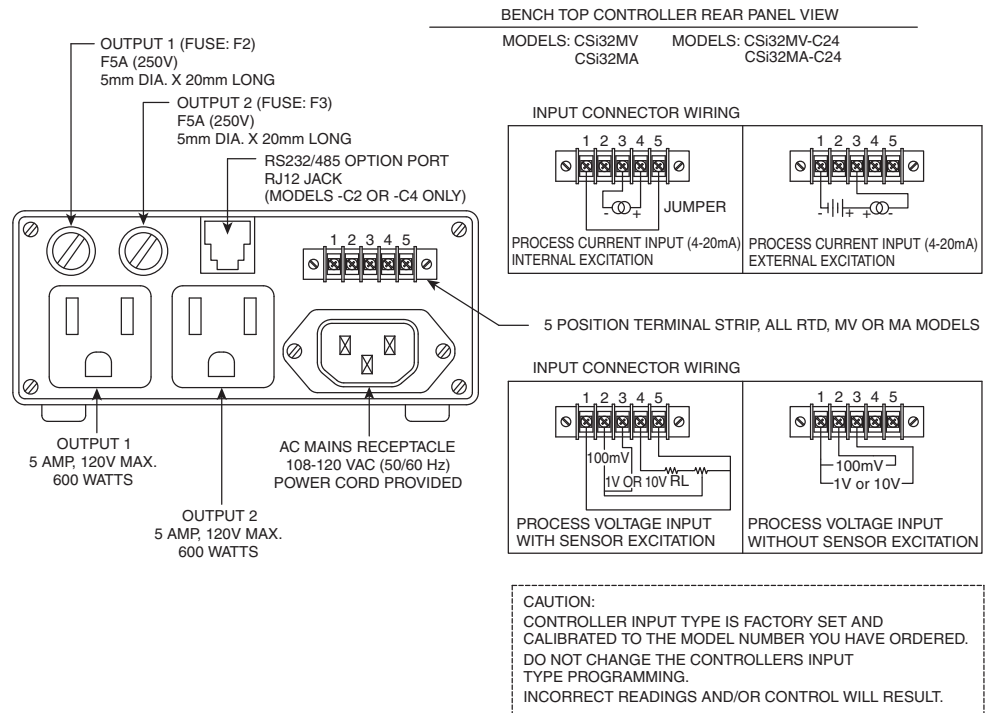 BENCH TOP CONTROLLER REAR PANEL VIEW
MODELS: CSi32MV
CSi32MA
MODELS: CSi32MV-C24
CSi32MA-C24
OUTPUT 1 (FUSE: F2)
F5A (250V)
5mm DIA. X 20mm LONG
OUTPUT 2 (FUSE: F3)
F5A (250V)
5mm DIA. X 20mm LONG
RS232/485 OPTION PORT
RJ12 JACK
(MODELS -C2 OR -C4 ONLY)
1 2 3 4 5
OUTPUT 1
5 AMP, 120V MAX.
600 WATTS
OUTPUT 2
5 AMP, 120V MAX.
600 WATTS
AC MAINS RECEPTACLE
108-120 VAC (50/60 Hz)
POWER CORD PROVIDED
INPUT CONNECTOR WIRING
1 2 3 4 5
- +
JUMPER
PROCESS CURRENT INPUT (4-20mA)
INTERNAL EXCITATION
1 2 3 4 5
- + + -
PROCESS CURRENT INPUT (4-20mA)
EXTERNAL EXCITATION
5 POSITION TERMINAL STRIP, ALL RTD, MV OR MA MODELS
INPUT CONNECTOR WIRING
1 2 3 4 5
100mV
1V OR 10V RL
PROCESS VOLTAGE INPUT
WITH SENSOR EXCITATION
1 2 3 4 5
100mV
1V or 10V
PROCESS VOLTAGE INPUT
WITHOUT SENSOR EXCITATION
CAUTION:
CONTROLLER INPUT TYPE IS FACTORY SET AND
CALIBRATED TO THE MODEL NUMBER YOU HAVE ORDERED.
DO NOT CHANGE THE CONTROLLERS INPUT
TYPE PROGRAMMING.
INCORRECT READINGS AND/OR CONTROL WILL RESULT.